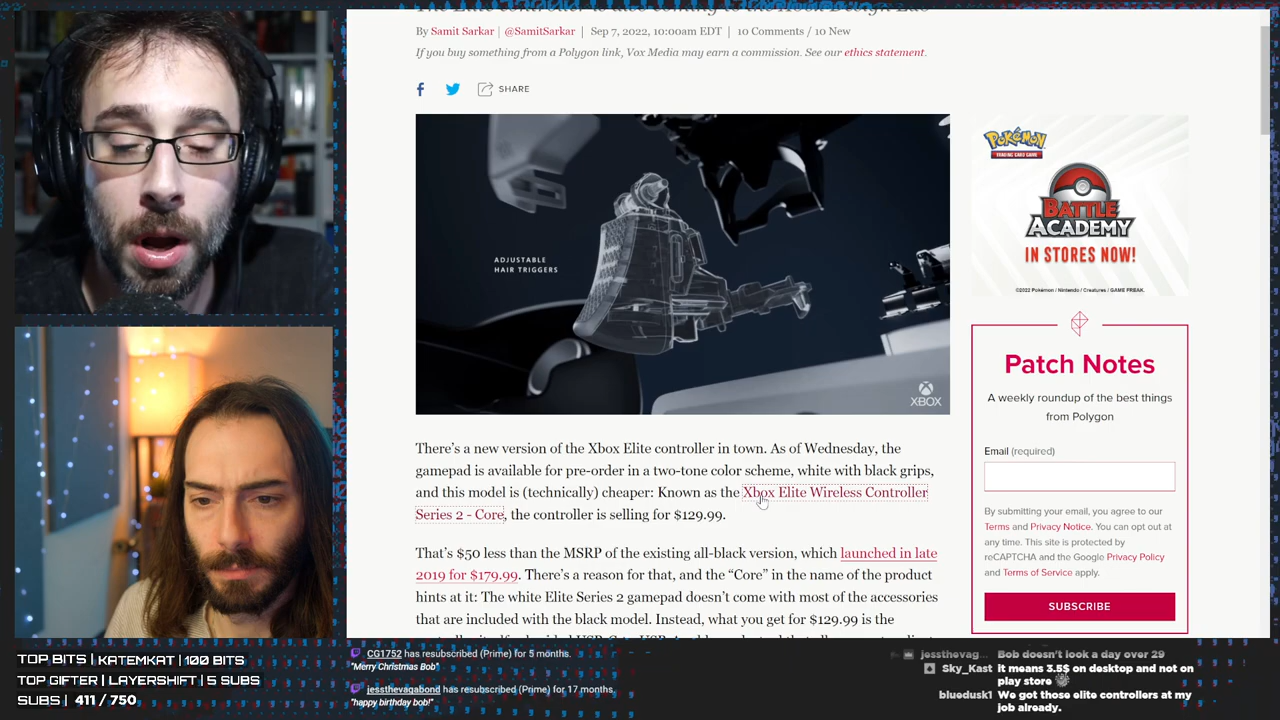 The Elite controller is also coming to the Xbox Design Lab
By Samit Sarkar | @SamitSarkar | Sep 7, 2022, 10:00am EDT | 10 Comments / 10 New
If you buy something from a Polygon link, Vox Media may earn a commission. See our ethics statement.
SHARE
ADJUSTABLE
HAIR TRIGGERS
XBOX
There's a new version of the Xbox Elite controller in town. As of Wednesday, the
gamepad is available for pre-order in a two-tone color scheme, white with black grips,
and this model is (technically) cheaper: Known as the Xbox Elite Wireless Controller
Series 2 - Core, the controller is selling for $129.99.
That's $50 less than the MSRP of the existing all-black version, which launched in late
2019 for $179.99. There's a reason for that, and the “Core” in the name of the product
hints at it: The white Elite Series 2 gamepad doesn't come with most of the accessories
that are included with the black model. Instead, what you get for $129.99 is the
Pokémon
TRADING CARD GAME
BATTLE
ACADEMY
IN STORES NOW!
©2022 Pokémon / Nintendo / Creatures / GAME FREAK.
Patch Notes
A weekly roundup of the best things
from Polygon
Email (required)
By submitting your email, you agree to our
Terms and Privacy Notice. You can opt out at
any time. This site is protected by
reCAPTCHA and the Google Privacy Policy
and Terms of Service apply.
SUBSCRIBE
TOP BITS | KATEMKAT | 100 BITS
TOP GIFTER | LAYERSHIFT | 5 SUBS
SUBS | 411 / 750
CG1752 has resubscribed (Prime) for 5 months.
"Merry Christmas Bob"
jessthevagabond has resubscribed (Prime) for 17 months.
"happy birthday bob!"
jessthevag... Bob doesn't look a day over 29
Sky_Kast it means 3.5$ on desktop and not on
play store
bluedusk1 We got those elite controllers at my
job already.